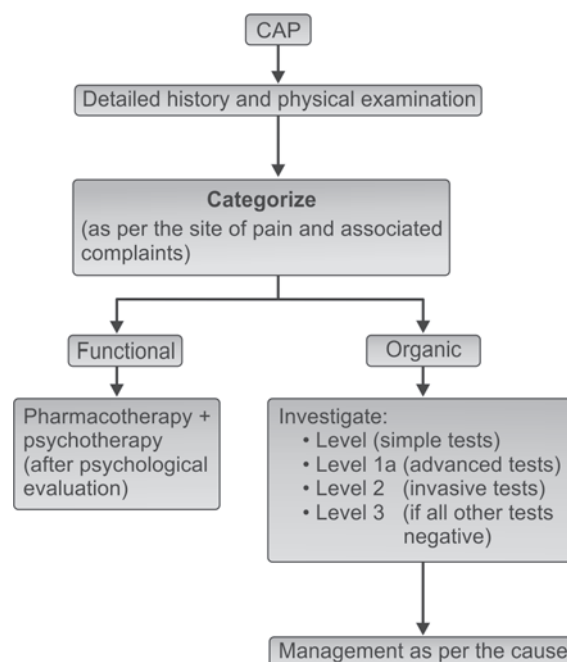 CAP
Detailed history and physical examination
Categorize
(as per the site of pain and associated
complaints)
Functional
Organic
Pharmacotherapy +
psychotherapy
(after psychological
evaluation)
Investigate:
• Level (simple tests)
• Level 1a (advanced tests)
• Level 2 (invasive tests)
• Level 3 (if all other tests
negative)
Management as per the cause